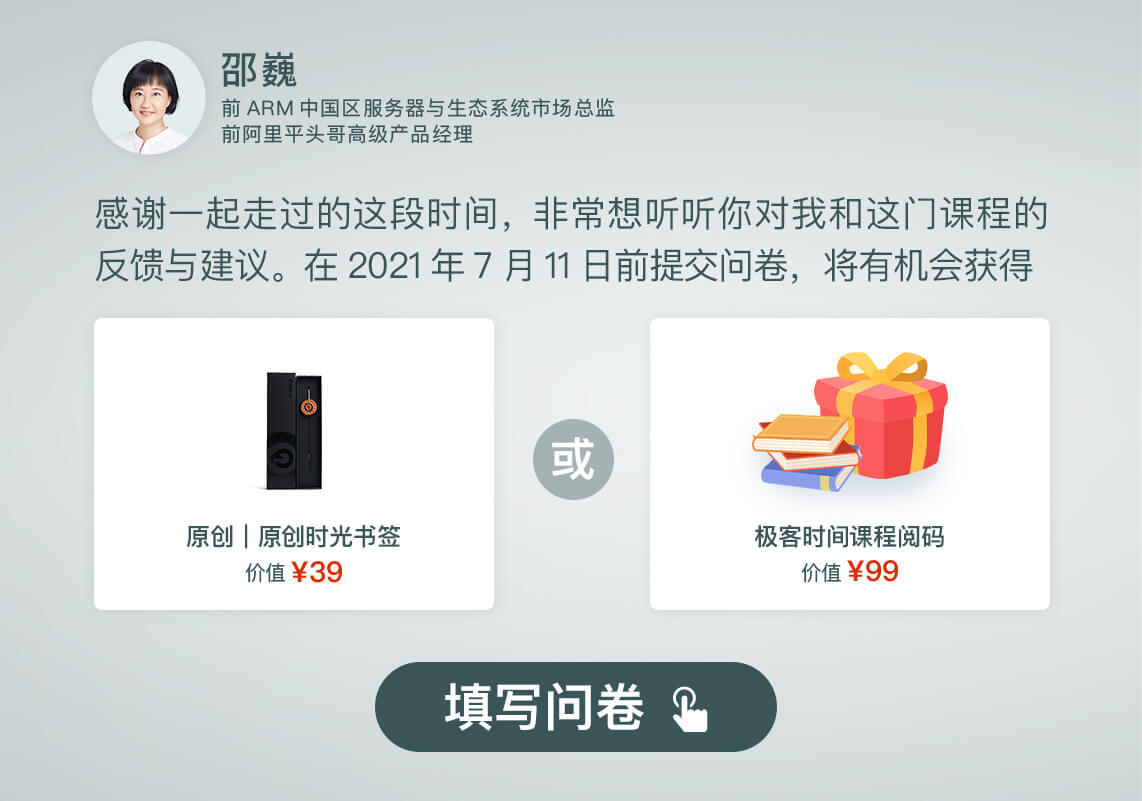 邵巍
前 ARM 中国区服务器与生态系统市场总监
前阿里平头哥高级产品经理
感谢一起走过的这段时间，非常想听听你对我和这门课程的
反馈与建议。在 2021 年 7 月 11 日前提交问卷，将有机会获得
或
原创｜原创时光书签
价值 ¥39
极客时间课程阅码
价值 ¥99
填写问卷